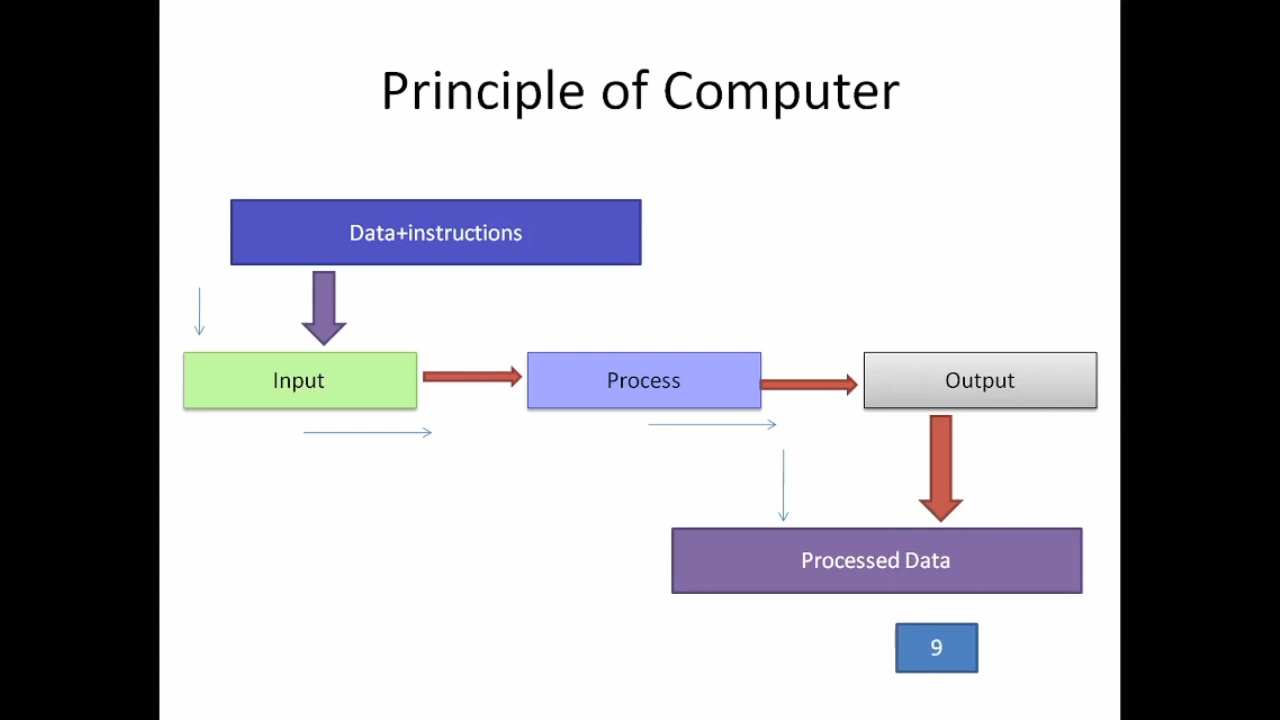 Principle of Computer
Data+instructions
Input
Process
Output
Processed Data
9